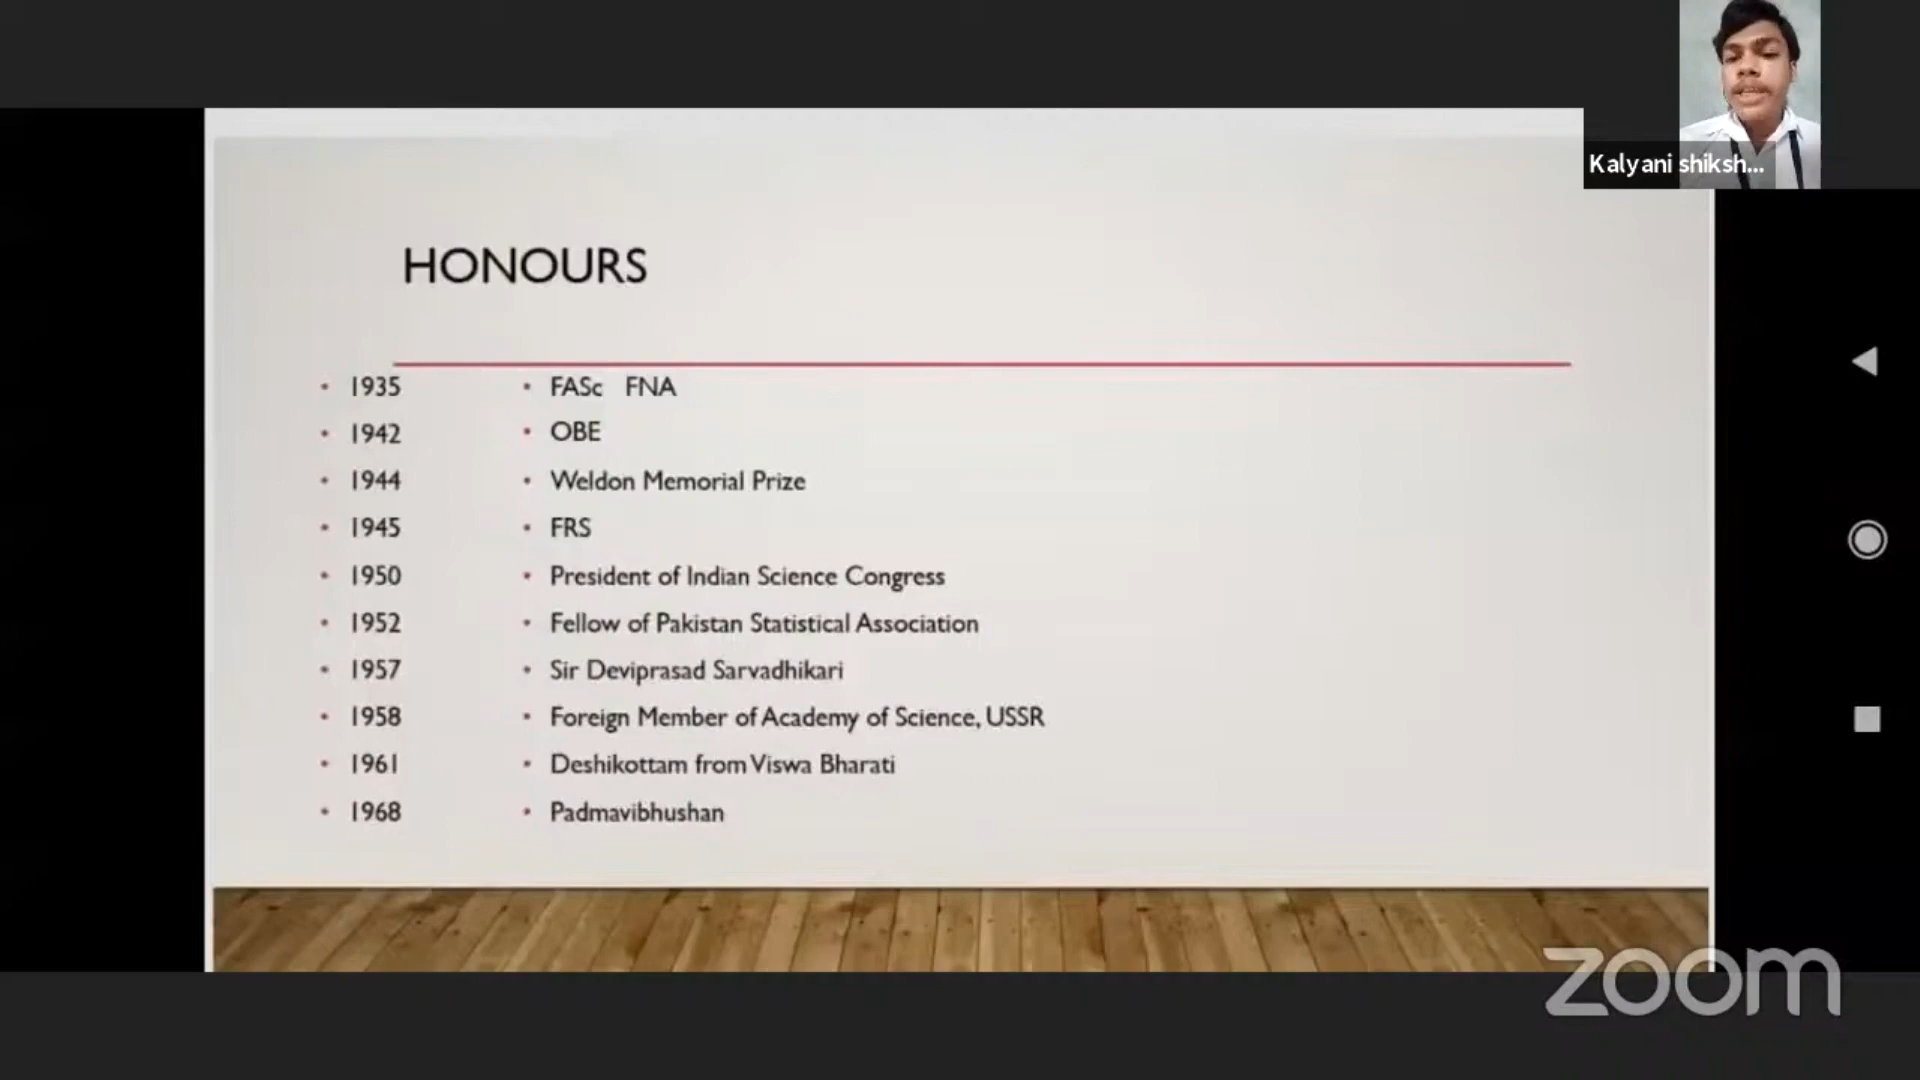 Kalyani shiksh...
HONOURS
• 1935 • FASc FNA
• 1942 • OBE
• 1944 • Weldon Memorial Prize
• 1945 • FRS
• 1950 • President of Indian Science Congress
• 1952 • Fellow of Pakistan Statistical Association
• 1957 • Sir Deviprasad Sarvadhikari
• 1958 • Foreign Member of Academy of Science, USSR
• 1961 • Deshikottam from Viswa Bharati
• 1968 • Padmavibhushan
zoom